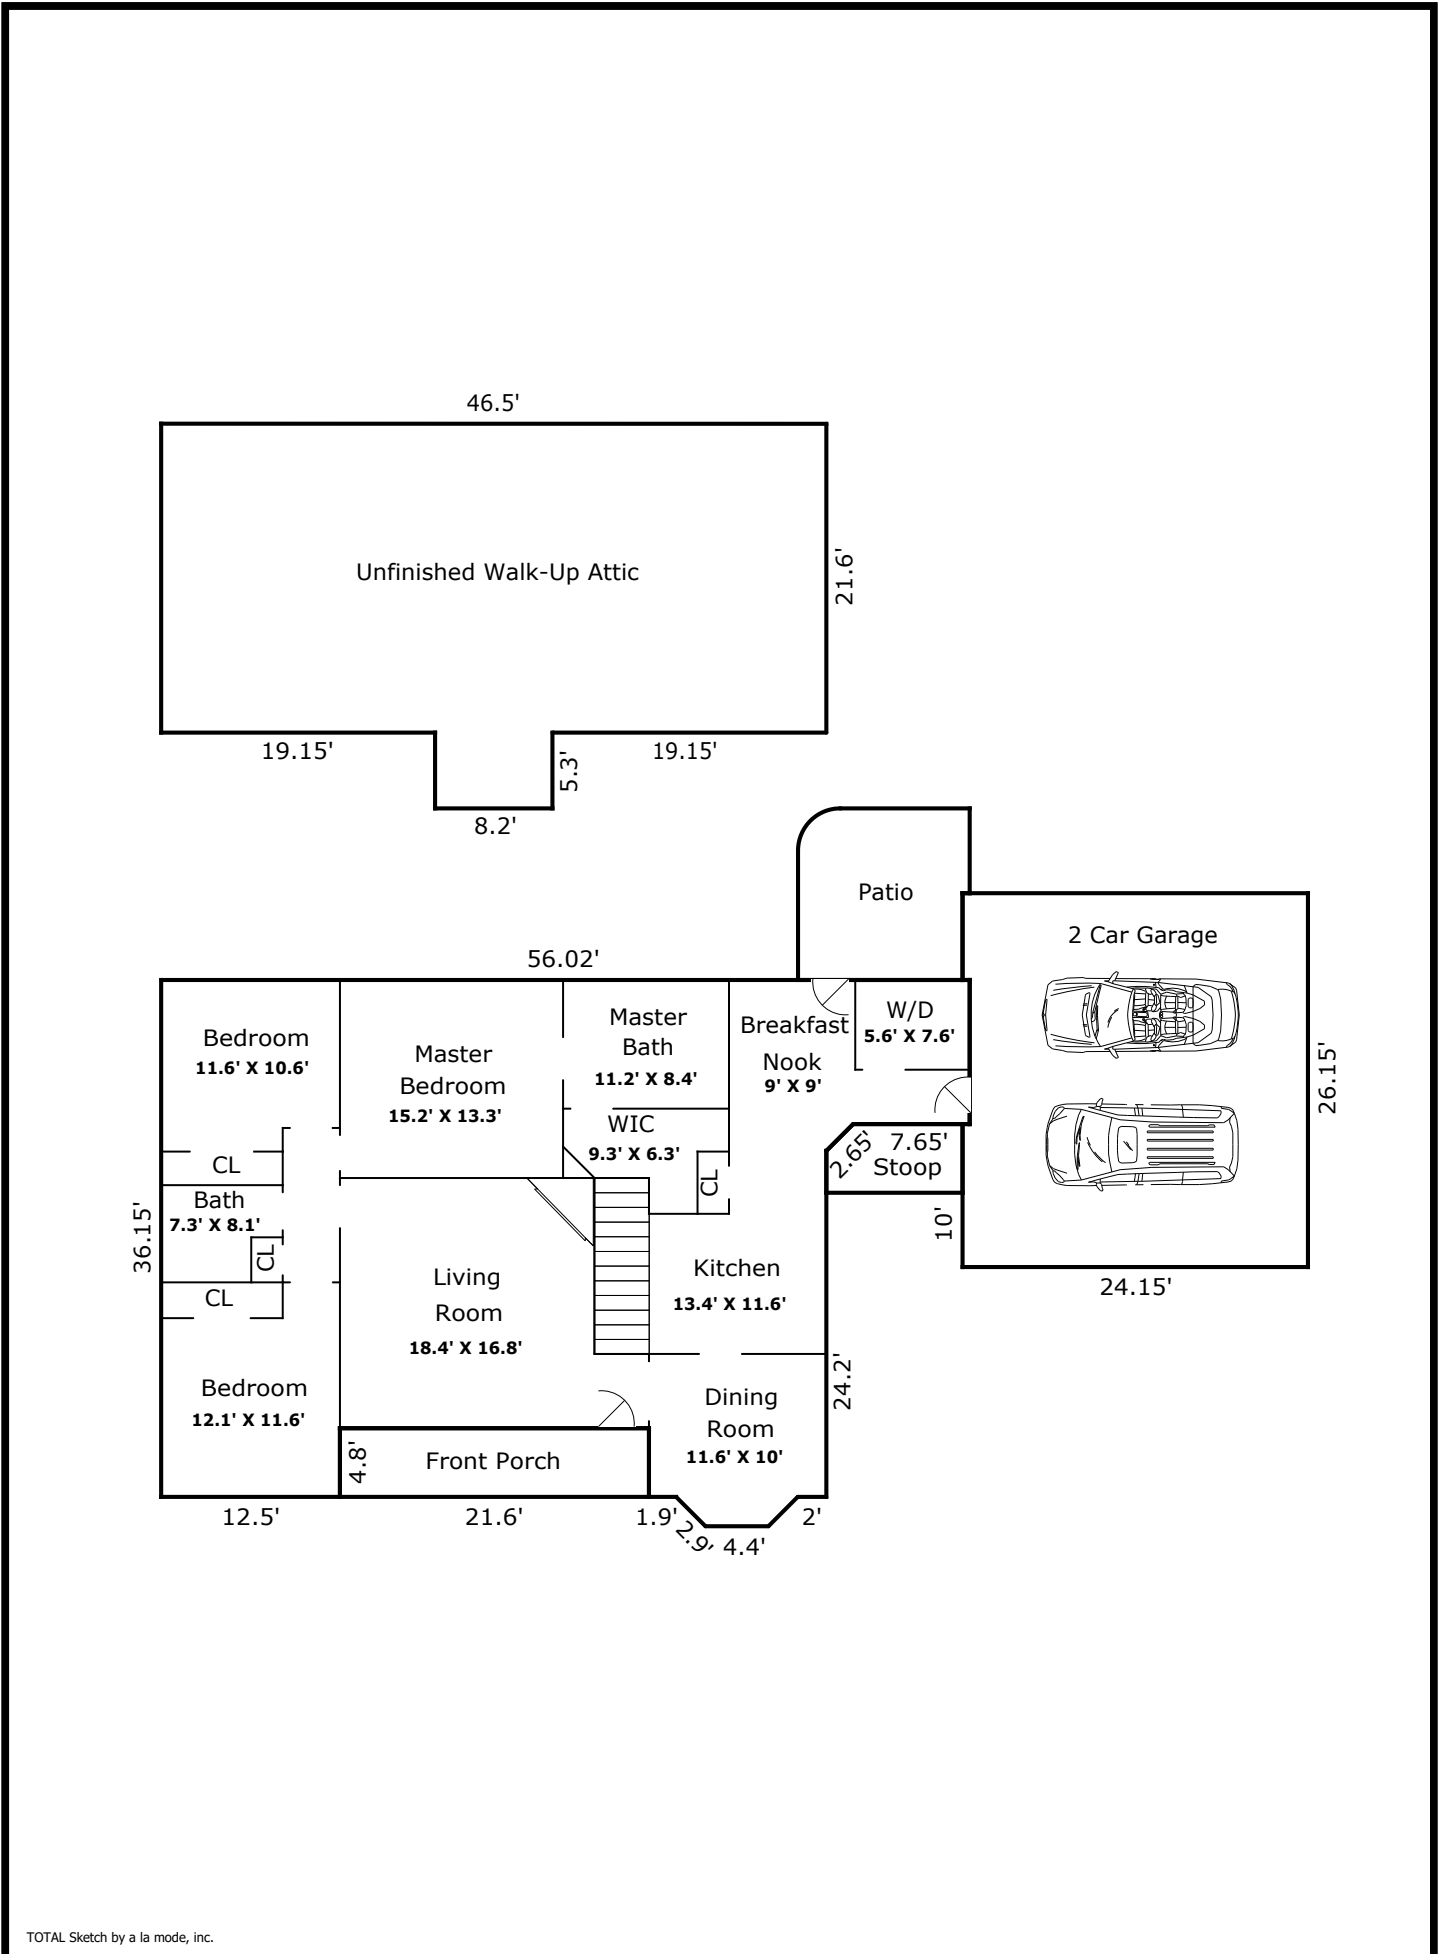 46.5'
Unfinished Walk-Up Attic
21.6'
19.15'
19.15'
5.3'
8.2'
Patio
2 Car Garage
56.02'
Bedroom
11.6' X 10.6'
Master
Bedroom
15.2' X 13.3'
Master
Bath
11.2' X 8.4'
Breakfast
Nook
9' X 9'
W/D
5.6' X 7.6'
26.15'
WIC
9.3' X 6.3'
2.65'
7.65'
Stoop
CL
CL
Bath
7.3' X 8.1'
36.15'
10'
CL
CL
Living
Room
18.4' X 16.8'
Kitchen
13.4' X 11.6'
24.15'
24.2'
Bedroom
12.1' X 11.6'
Dining
Room
11.6' X 10'
4.8'
Front Porch
12.5'
21.6'
1.9'
2.9'
4.4'
2'
TOTAL Sketch by a la mode, inc.